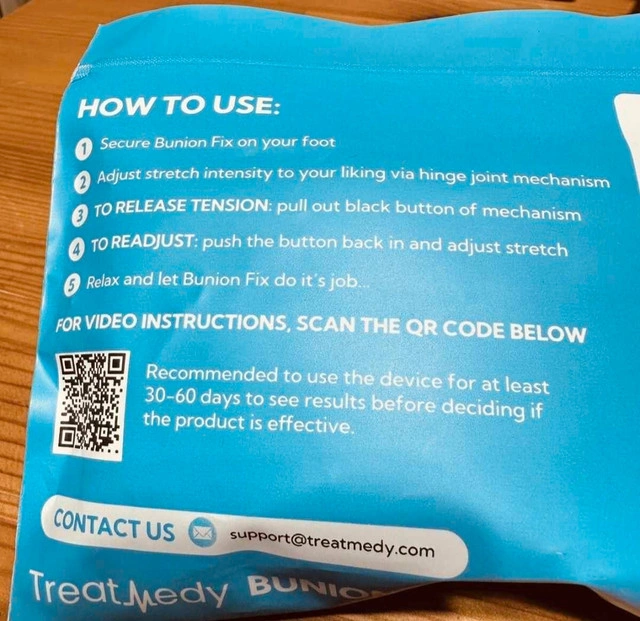 HOW TO USE:
1 Secure Bunion Fix on your foot
2 Adjust stretch intensity to your liking via hinge joint mechanism
3 TO RELEASE TENSION: pull out black button of mechanism
4 TO READJUST: push the button back in and adjust stretch
5 Relax and let Bunion Fix do it's job...
FOR VIDEO INSTRUCTIONS, SCAN THE QR CODE BELOW
Recommended to use the device for at least
30-60 days to see results before deciding if
the product is effective.
CONTACT US support@treatmedy.com
TreatMedy BUNIO